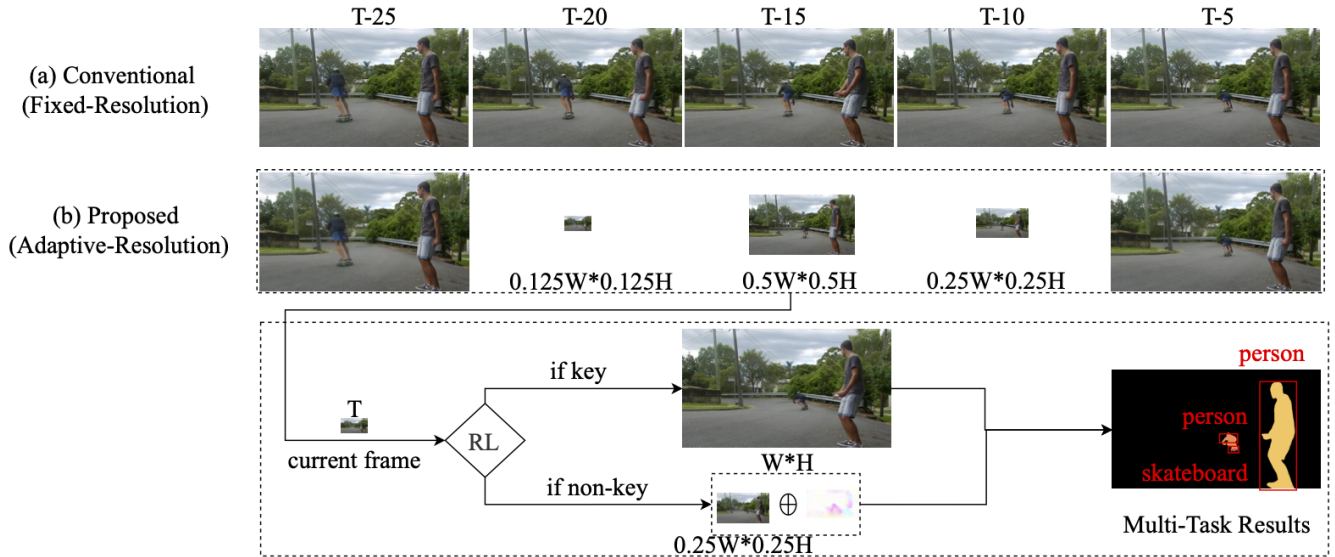 T-25
T-20
T-15
T-10
T-5
(a) Conventional
(Fixed-Resolution)
(b) Proposed
(Adaptive-Resolution)
0.125W*0.125H
0.5W*0.5H
0.25W*0.25H
T
current frame
RL
if key
W*H
if non-key
0.25W*0.25H
person
person
skateboard
Multi-Task Results